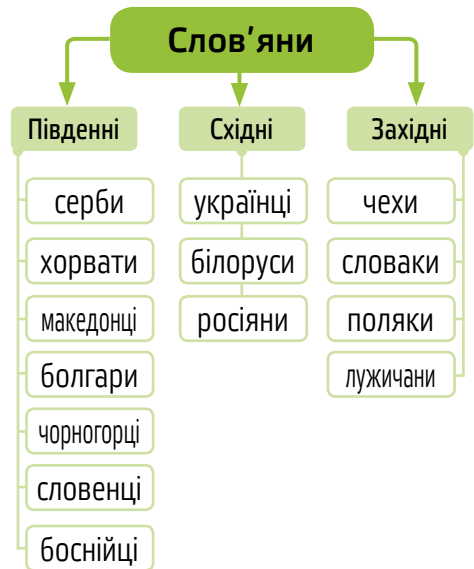 Слов’яни
Південні
серби
хорвати
македонці
болгари
чорногорці
словенці
боснійці
Східні
українці
білоруси
росіяни
Західні
чехи
словаки
поляки
лужичани